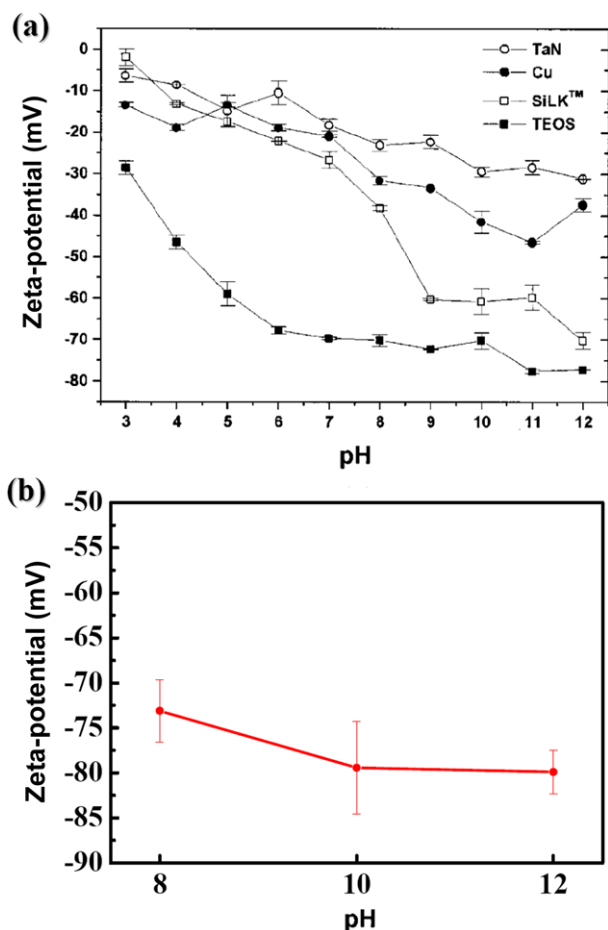 (a)
0
-10
-20
-30
-40
-50
-60
-70
-80
Zeta-potential (mV)
TaN
Cu
SiLK™
TEOS
3 4 5 6 7 8 9 10 11 12
pH
(b)
-50
-55
-60
-65
-70
-75
-80
-85
-90
Zeta-potential (mV)
8 10 12
pH